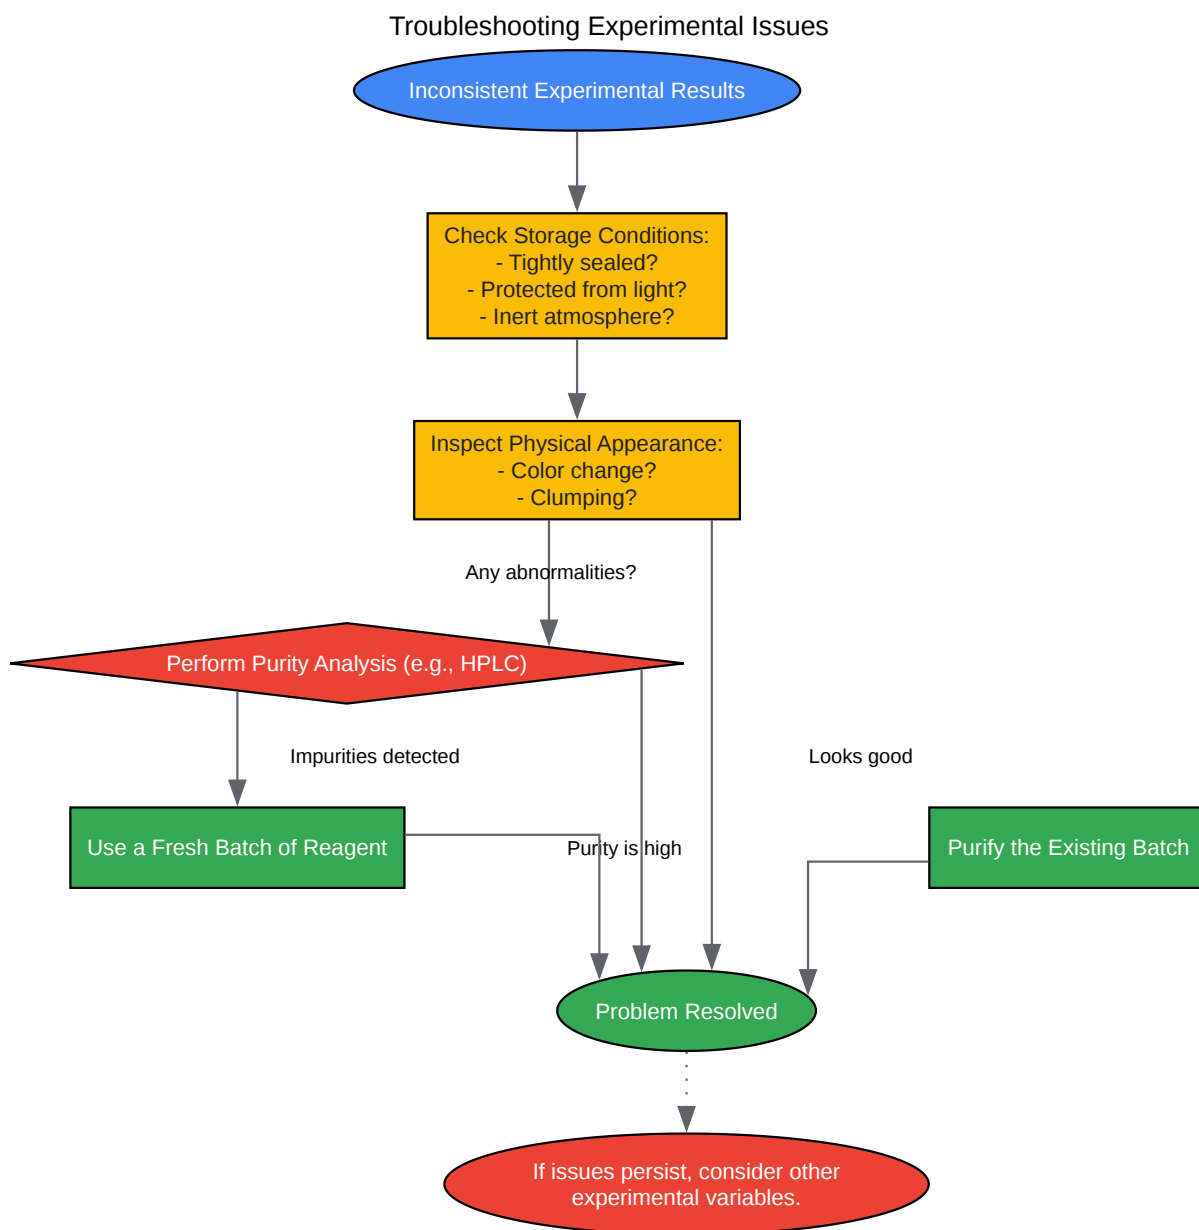 Troubleshooting Experimental Issues
Inconsistent Experimental Results
Check Storage Conditions:
- Tightly sealed?
- Protected from light?
- Inert atmosphere?
Inspect Physical Appearance:
- Color change?
- Clumping?
Any abnormalities?
Perform Purity Analysis (e.g., HPLC)
Impurities detected
Looks good
Use a Fresh Batch of Reagent
Purity is high
Purify the Existing Batch
Problem Resolved
If issues persist, consider other
experimental variables.